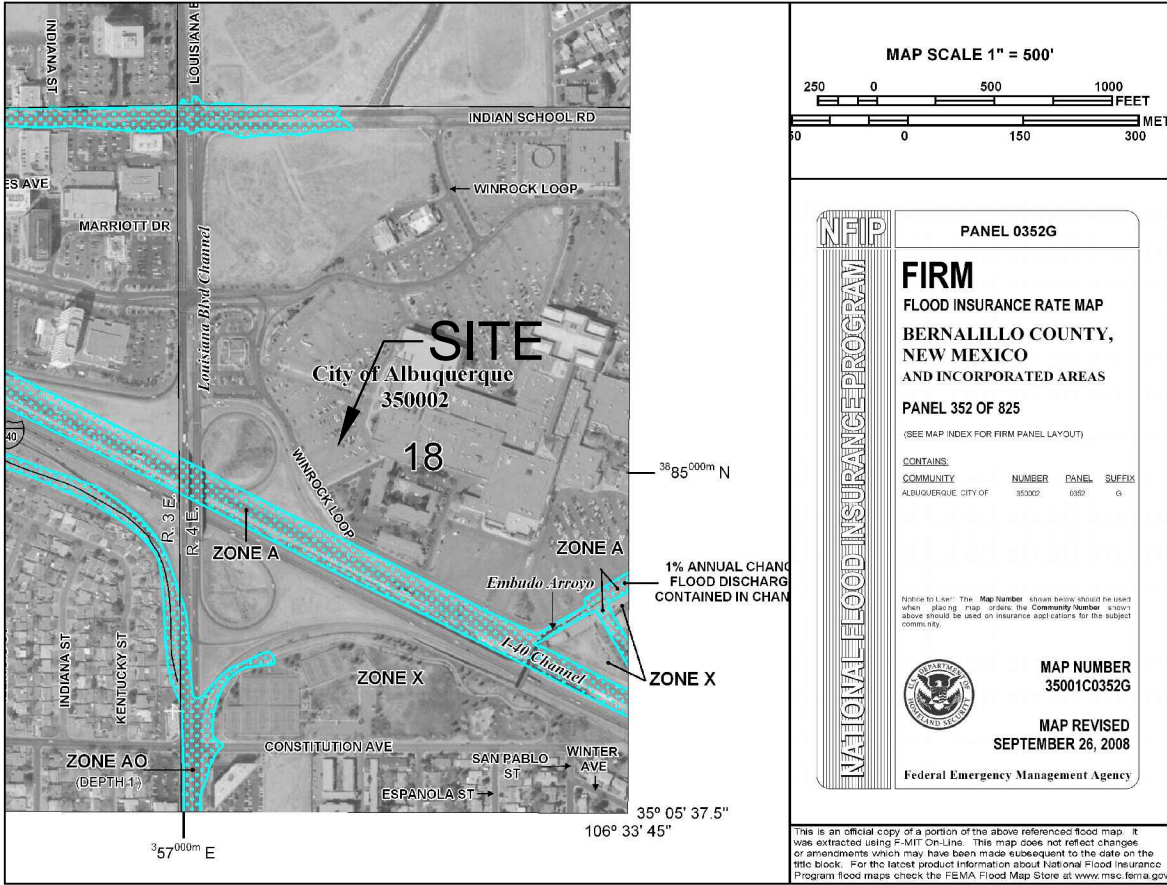 INDIANA ST
LOUISIANA B
INDIAN SCHOOL RD
WINROCK LOOP
ES AVE
MARRIOTT DR
Louisiana Blvd Channel
SITE
City of Albuquerque
350002
18
40
WINROCK LOOP
R. 3 E.
R. 4 E.
ZONE A
ZONE A
3885000m N
1% ANNUAL CHANC
FLOOD DISCHARG
CONTAINED IN CHAN
Embudo Arroyo
I-40 Channel
ZONE X
ZONE X
INDIANA ST
KENTUCKY ST
CONSTITUTION AVE
ZONE AO
(DEPTH 1')
SAN PABLO
ST
WINTER
AVE
ESPANOLA ST
35° 05' 37.5"
106° 33' 45"
357000m E
MAP SCALE 1" = 500'
250 0 500 1000
FEET
MET
50 0 150 300
NFIP
NATIONAL FLOOD INSURANCE PROGRAM
PANEL 0352G
FIRM
FLOOD INSURANCE RATE MAP
BERNALILLO COUNTY,
NEW MEXICO
AND INCORPORATED AREAS
PANEL 352 OF 825
(SEE MAP INDEX FOR FIRM PANEL LAYOUT)
CONTAINS:
COMMUNITY NUMBER PANEL SUFFIX
ALBUQUERQUE, CITY OF 350002 0352 G
Notice to User: The Map Number shown below should be used
when placing map orders: the Community Number shown
above should be used on insurance applications for the subject
community.
U.S. DEPARTMENT OF
HOMELAND SECURITY
MAP NUMBER
35001C0352G
MAP REVISED
SEPTEMBER 26, 2008
Federal Emergency Management Agency
This is an official copy of a portion of the above referenced flood map. It
was extracted using F-MIT On-Line. This map does not reflect changes
or amendments which may have been made subsequent to the date on the
title block. For the latest product information about National Flood Insurance
Program flood maps check the FEMA Flood Map Store at www.msc.fema.gov